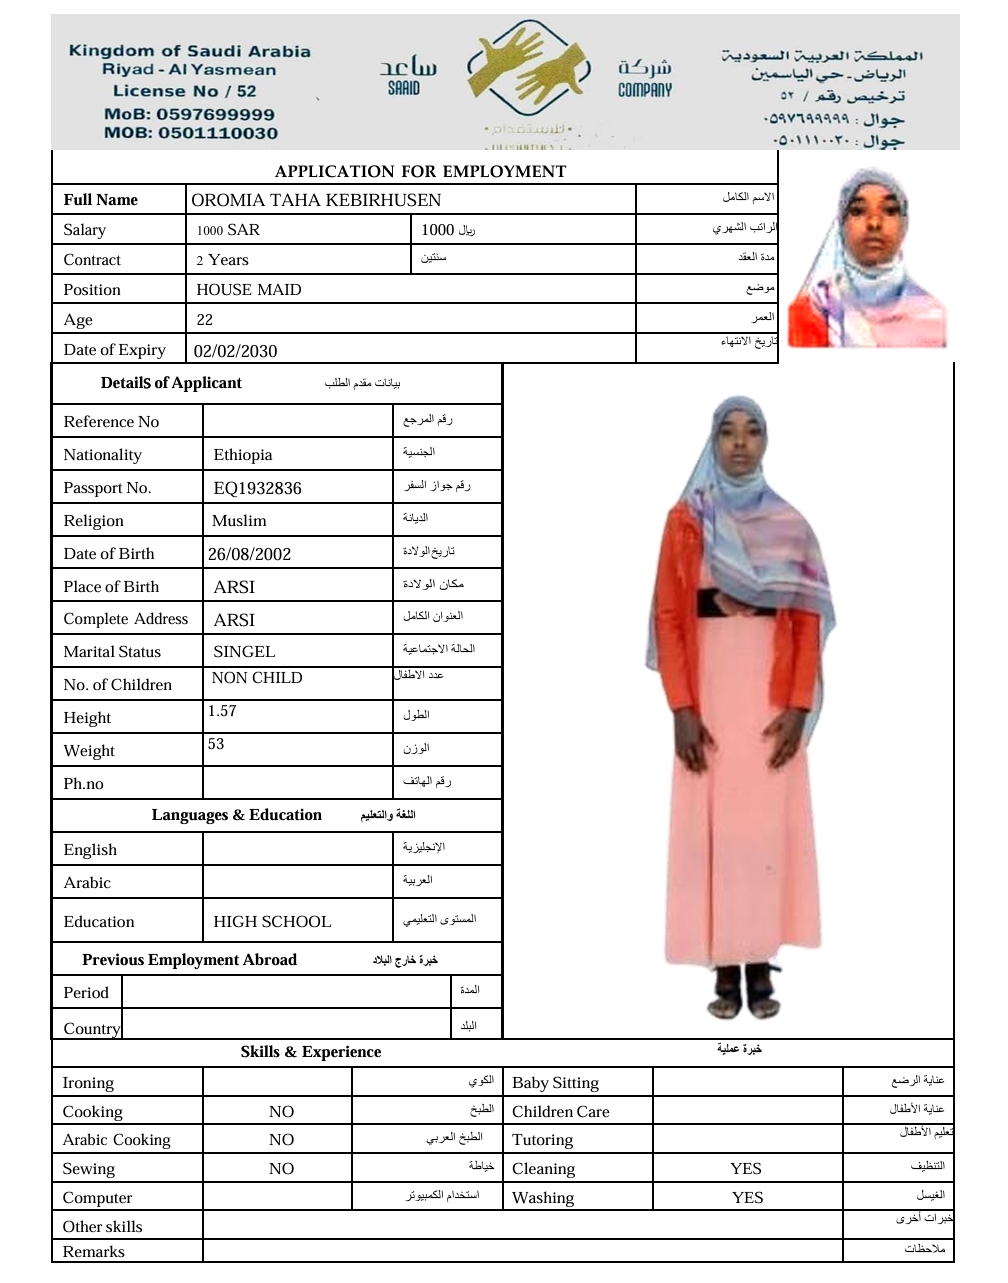 Kingdom of Saudi Arabia
Riyad - Al Yasmean
License No / 52
MoB: 0597699999
MOB: 0501110030
ساعد
SAAID
شركة
COMPANY
للاستقدام
المملكة العربية السعودية
الرياض - حي الياسمين
ترخيص رقم / ٥٢
جوال : ٠٥٩٧٦٩٩٩٩٩
جوال : ٠٥٠١١١٠٠٣٠
APPLICATION FOR EMPLOYMENT
Full Name OROMIA TAHA KEBIRHUSEN الاسم الكامل
Salary 1000 SAR 1000 ريال الراتب الشهري
Contract 2 Years سنتين مدة العقد
Position HOUSE MAID موضع
Age 22 العمر
Date of Expiry 02/02/2030 تاريخ الانتهاء
Details of Applicant بيانات مقدم الطلب
Reference No رقم المرجع
Nationality Ethiopia الجنسية
Passport No. EQ1932836 رقم جواز السفر
Religion Muslim الديانة
Date of Birth 26/08/2002 تاريخ الولادة
Place of Birth ARSI مكان الولادة
Complete Address ARSI العنوان الكامل
Marital Status SINGEL الحالة الاجتماعية
No. of Children NON CHILD عدد الاطفال
Height 1.57 الطول
Weight 53 الوزن
Ph.no رقم الهاتف
Languages & Education اللغة والتعليم
English الإنجليزية
Arabic العربية
Education HIGH SCHOOL المستوى التعليمي
Previous Employment Abroad خبرة خارج البلاد
Period المدة
Country البلد
Skills & Experience خبرة عملية
Ironing الكوي Baby Sitting عناية الرضع
Cooking NO الطبخ Children Care عناية الأطفال
Arabic Cooking NO الطبخ العربي Tutoring تعليم الأطفال
Sewing NO خياطة Cleaning YES التنظيف
Computer استخدام الكمبيوتر Washing YES الغيسل
Other skills خبرات أخرى
Remarks ملاحظات